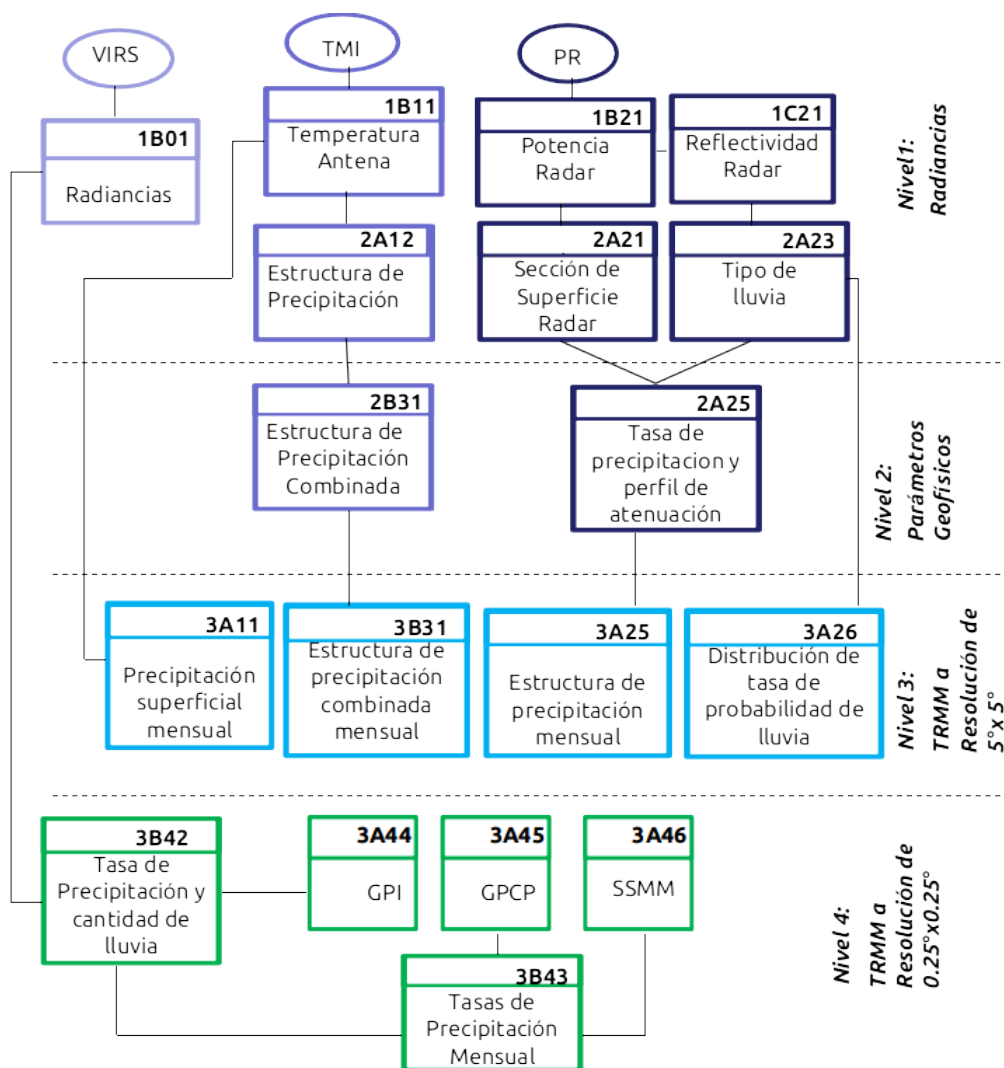 VIRS
TMI
PR
1B01
Radiancias
1B11
Temperatura
Antena
1B21
Potencia
Radar
1C21
Reflectividad
Radar
Nivel1:
Radiancias
2A12
Estructura de
Precipitación
2A21
Sección de
Superficie
Radar
2A23
Tipo de
lluvia
2B31
Estructura de
Precipitación
Combinada
2A25
Tasa de
precipitacion y
perfil de
atenuación
Nivel 2:
Parámetros
Geofísicos
3A11
Precipitación
superficial
mensual
3B31
Estructura de
precipitación
combinada
mensual
3A25
Estructura de
precipitación
mensual
3A26
Distribución de
tasa de
probabilidad de
lluvia
Nivel 3:
TRMM a
Resolución de
5°x 5°
3B42
Tasa de
Precipitación y
cantidad de
lluvia
3A44
GPI
3A45
GPCP
3A46
SSMM
3B43
Tasas de
Precipitación
Mensual
Nivel 4:
TRMM a
Resolución de
0.25°x0.25°